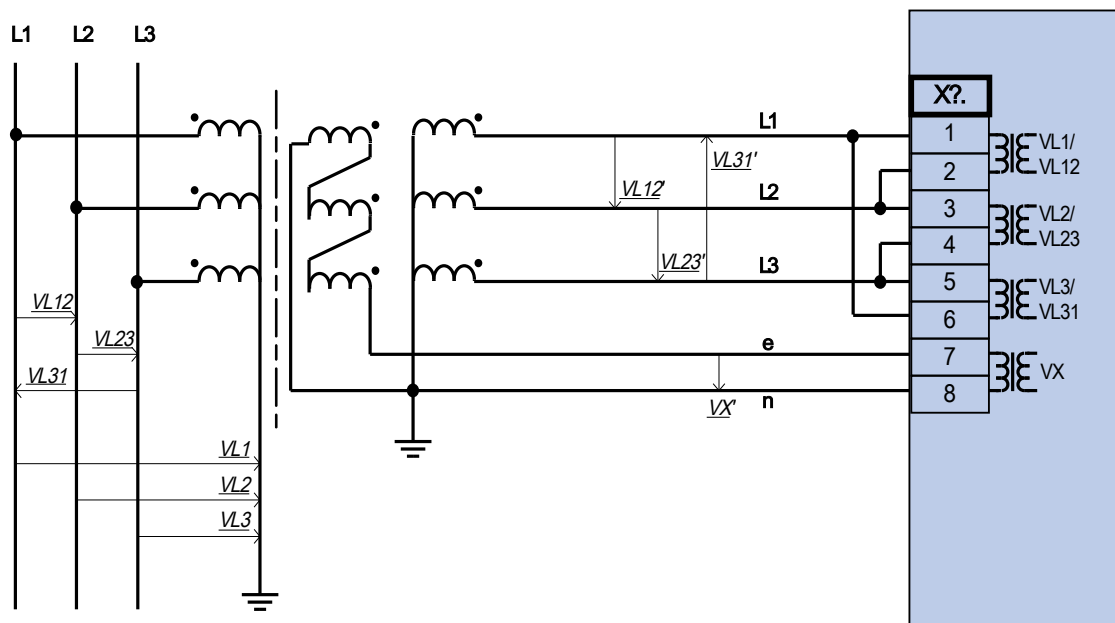 L1 L2 L3
X?.
L1
1
VL1/
VL12
VL31'
2
VL12'
L2
3
VL2/
VL23
4
VL23'
L3
5
VL3/
VL31
6
VL12
VL23
e
7
VX
VL31
n
8
VX'
VL1
VL2
VL3